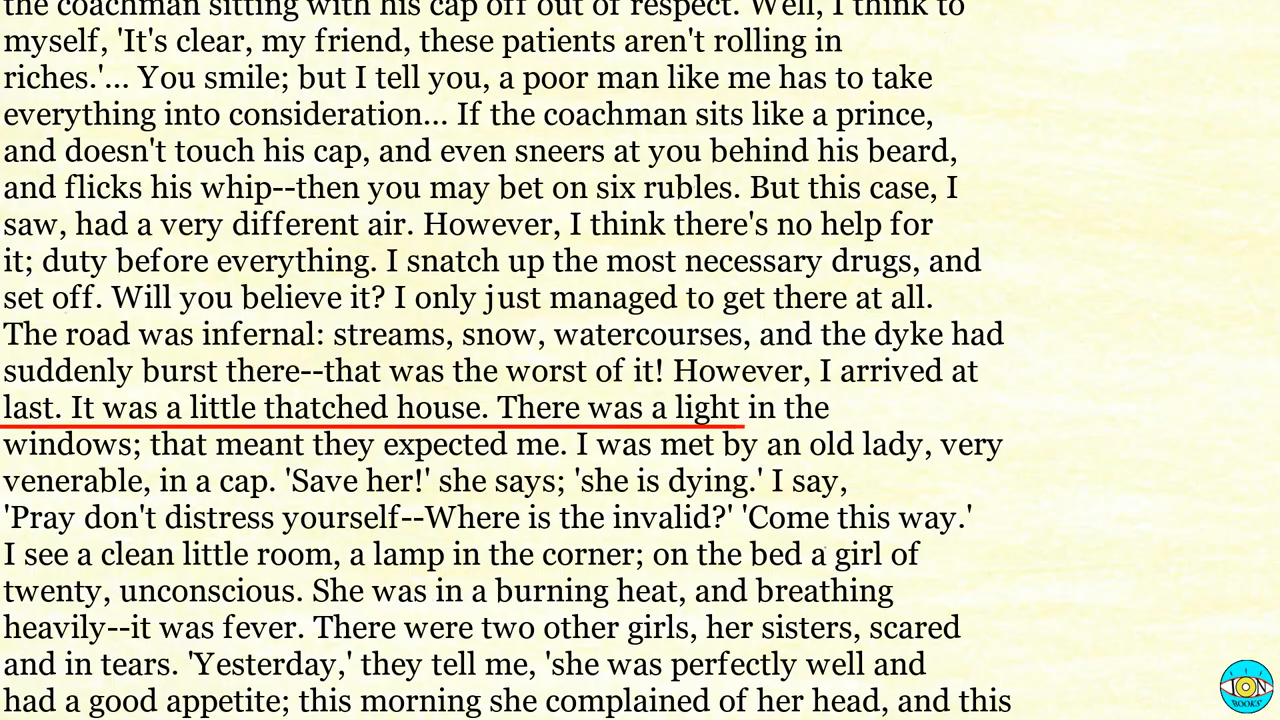 the coachman sitting with his cap off out of respect. Well, I think to
myself, 'It's clear, my friend, these patients aren't rolling in
riches.'... You smile; but I tell you, a poor man like me has to take
everything into consideration... If the coachman sits like a prince,
and doesn't touch his cap, and even sneers at you behind his beard,
and flicks his whip--then you may bet on six rubles. But this case, I
saw, had a very different air. However, I think there's no help for
it; duty before everything. I snatch up the most necessary drugs, and
set off. Will you believe it? I only just managed to get there at all.
The road was infernal: streams, snow, watercourses, and the dyke had
suddenly burst there--that was the worst of it! However, I arrived at
last. It was a little thatched house. There was a light in the
windows; that meant they expected me. I was met by an old lady, very
venerable, in a cap. 'Save her!' she says; 'she is dying.' I say,
'Pray don't distress yourself--Where is the invalid?' 'Come this way.'
I see a clean little room, a lamp in the corner; on the bed a girl of
twenty, unconscious. She was in a burning heat, and breathing
heavily--it was fever. There were two other girls, her sisters, scared
and in tears. 'Yesterday,' they tell me, 'she was perfectly well and
had a good appetite; this morning she complained of her head, and this
ION
BOOKS